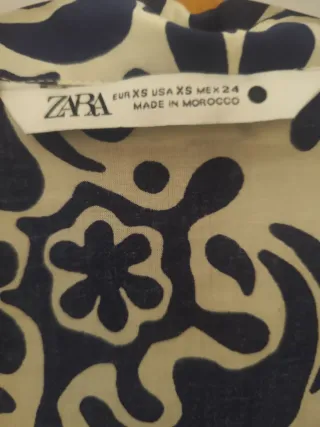 ZARA
EUR XS USA XS MEX 24
MADE IN MOROCCO